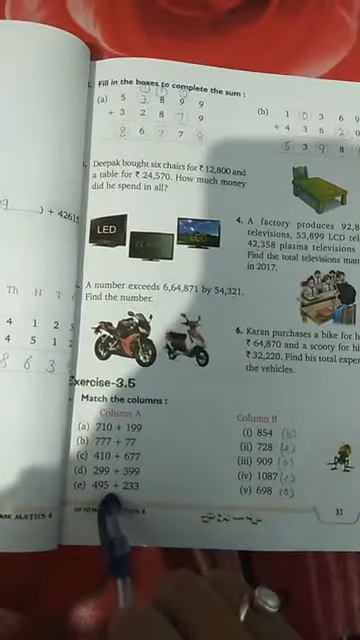 Fill in the boxes to complete the sum :
(a) 5 3 8 9 9
+ 3 2 8 7 9
8 6 7 7 8
(b) 1 0 3 6 9
+ 4 3 6 2 0
5 3 9 8 9
Deepak bought six chairs for ₹ 12,800 and
a table for ₹ 24,570. How much money
did he spend in all?
) + 42615
LED
LCD
4. A factory produces 92,8
televisions, 53,899 LCD tel
42,358 plasma televisions
Find the total televisions man
in 2017.
A number exceeds 6,64,871 by 54,321.
Find the number.
Th H T
4 1 2 3
4 5 1 2
8 6 3
6. Karan purchases a bike for h
₹ 64,870 and a scooty for hi
₹ 32,220. Find his total expe
the vehicles.
Exercise-3.5
Match the columns :
Column A
(a) 710 + 199
(b) 777 + 77
(c) 410 + 677
(d) 299 + 399
(e) 495 + 233
Column B
(i) 854 (b)
(ii) 728 (e)
(iii) 909 (a)
(iv) 1087 (c)
(v) 698 (d)
MATHS 4
31